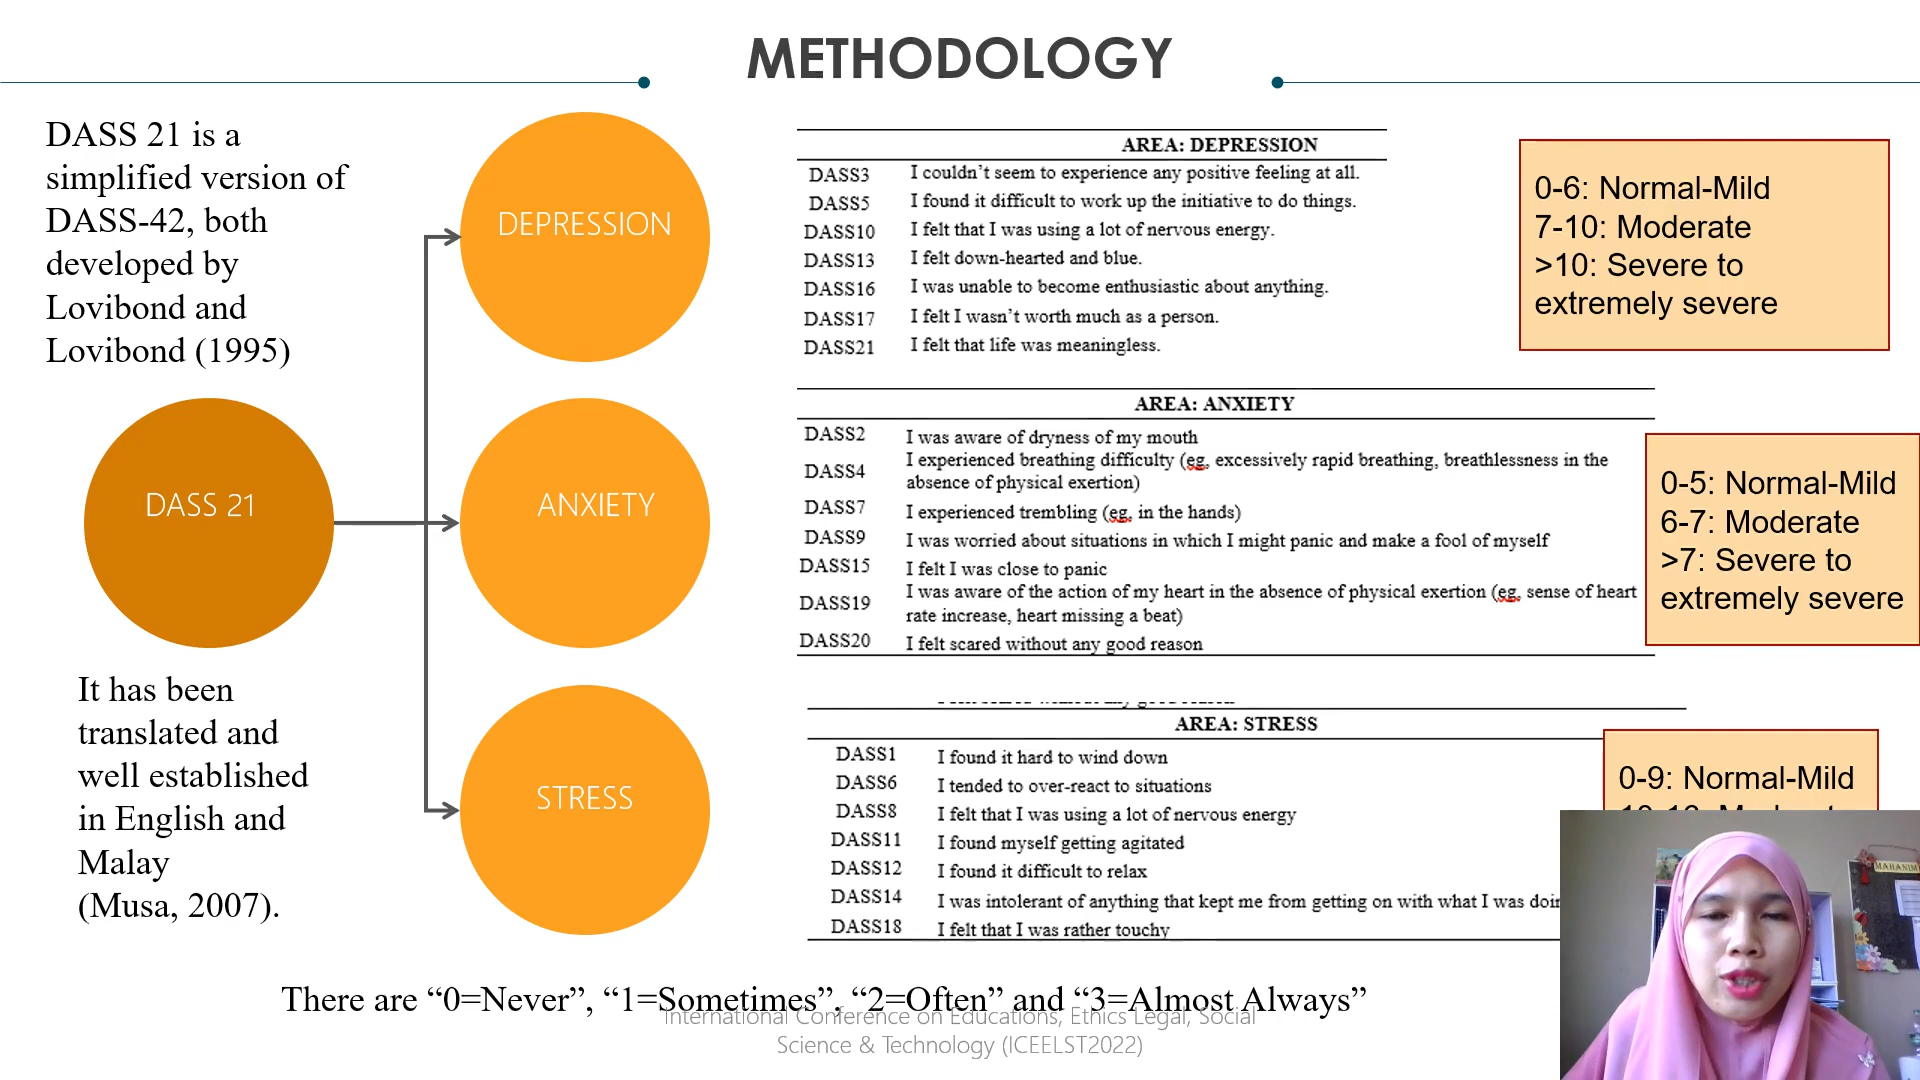 METHODOLOGY
DASS 21 is a
simplified version of
DASS-42, both
developed by
Lovibond and
Lovibond (1995)
DASS 21
It has been
translated and
well established
in English and
Malay
(Musa, 2007).
DEPRESSION
ANXIETY
STRESS
AREA: DEPRESSION
DASS3 I couldn’t seem to experience any positive feeling at all.
DASS5 I found it difficult to work up the initiative to do things.
DASS10 I felt that I was using a lot of nervous energy.
DASS13 I felt down-hearted and blue.
DASS16 I was unable to become enthusiastic about anything.
DASS17 I felt I wasn’t worth much as a person.
DASS21 I felt that life was meaningless.
0-6: Normal-Mild
7-10: Moderate
>10: Severe to
extremely severe
AREA: ANXIETY
DASS2 I was aware of dryness of my mouth
DASS4 I experienced breathing difficulty (eg, excessively rapid breathing, breathlessness in the
absence of physical exertion)
DASS7 I experienced trembling (eg, in the hands)
DASS9 I was worried about situations in which I might panic and make a fool of myself
DASS15 I felt I was close to panic
DASS19 I was aware of the action of my heart in the absence of physical exertion (eg, sense of heart
rate increase, heart missing a beat)
DASS20 I felt scared without any good reason
0-5: Normal-Mild
6-7: Moderate
>7: Severe to
extremely severe
AREA: STRESS
DASS1 I found it hard to wind down
DASS6 I tended to over-react to situations
DASS8 I felt that I was using a lot of nervous energy
DASS11 I found myself getting agitated
DASS12 I found it difficult to relax
DASS14 I was intolerant of anything that kept me from getting on with what I was
DASS18 I felt that I was rather touchy
0-9: Normal-Mild
There are “0=Never”, “1=Sometimes”, “2=Often” and “3=Almost Always”
International Conference on Educations, Ethics Legal, Social
Science & Technology (ICEELST2022)